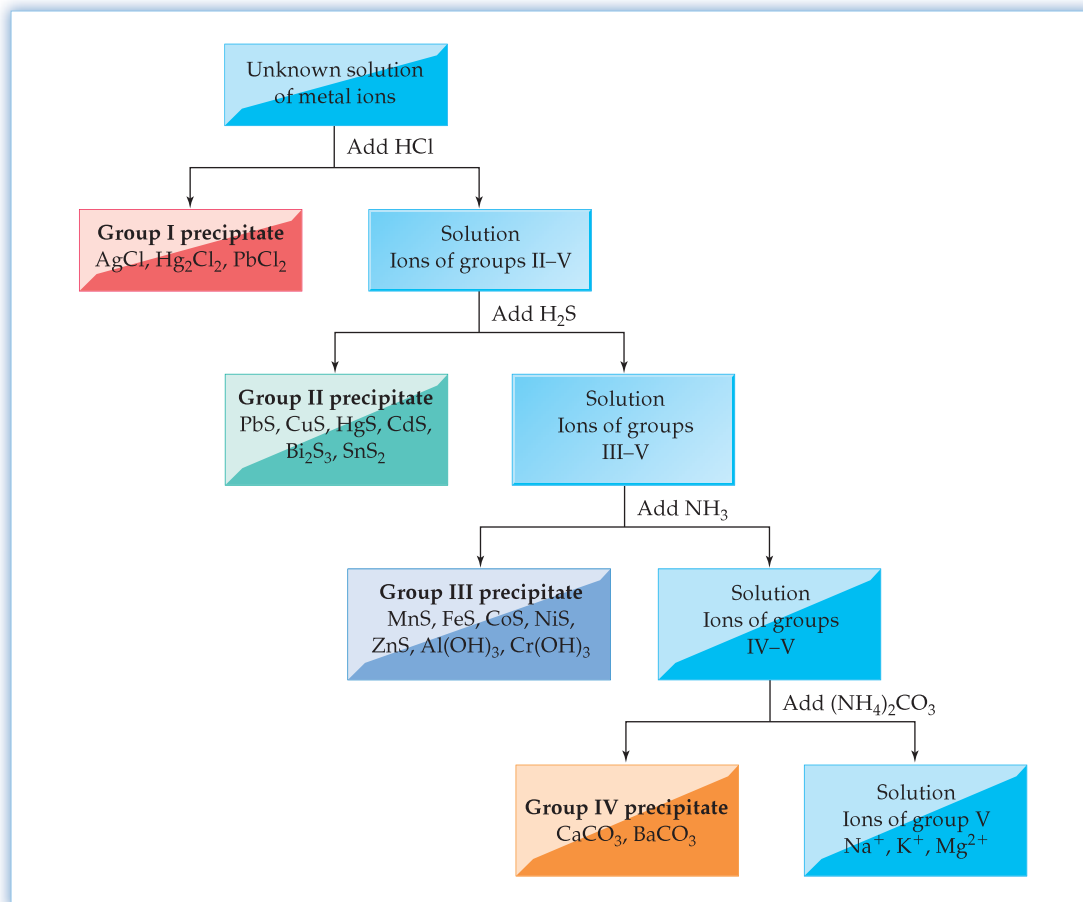 Unknown solution
of metal ions
Add HCl
Group I precipitate
AgCl, Hg₂Cl₂, PbCl₂
Solution
Ions of groups II–V
Add H₂S
Group II precipitate
PbS, CuS, HgS, CdS,
Bi₂S₃, SnS₂
Solution
Ions of groups
III–V
Add NH₃
Group III precipitate
MnS, FeS, CoS, NiS,
ZnS, Al(OH)₃, Cr(OH)₃
Solution
Ions of groups
IV–V
Add (NH₄)₂CO₃
Group IV precipitate
CaCO₃, BaCO₃
Solution
Ions of group V
Na⁺, K⁺, Mg²⁺